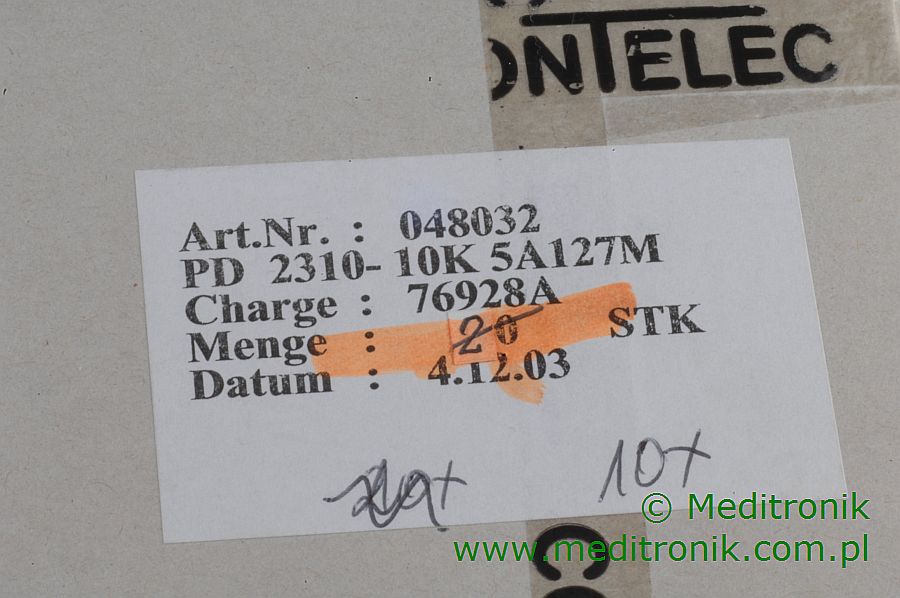 ONTELEC
Art.Nr. : 048032
PD 2310- 10K 5A127M
Charge : 76928A
Menge : 20 STK
Datum : 4.12.03
10x
© Meditronik
www.meditronik.com.pl
C